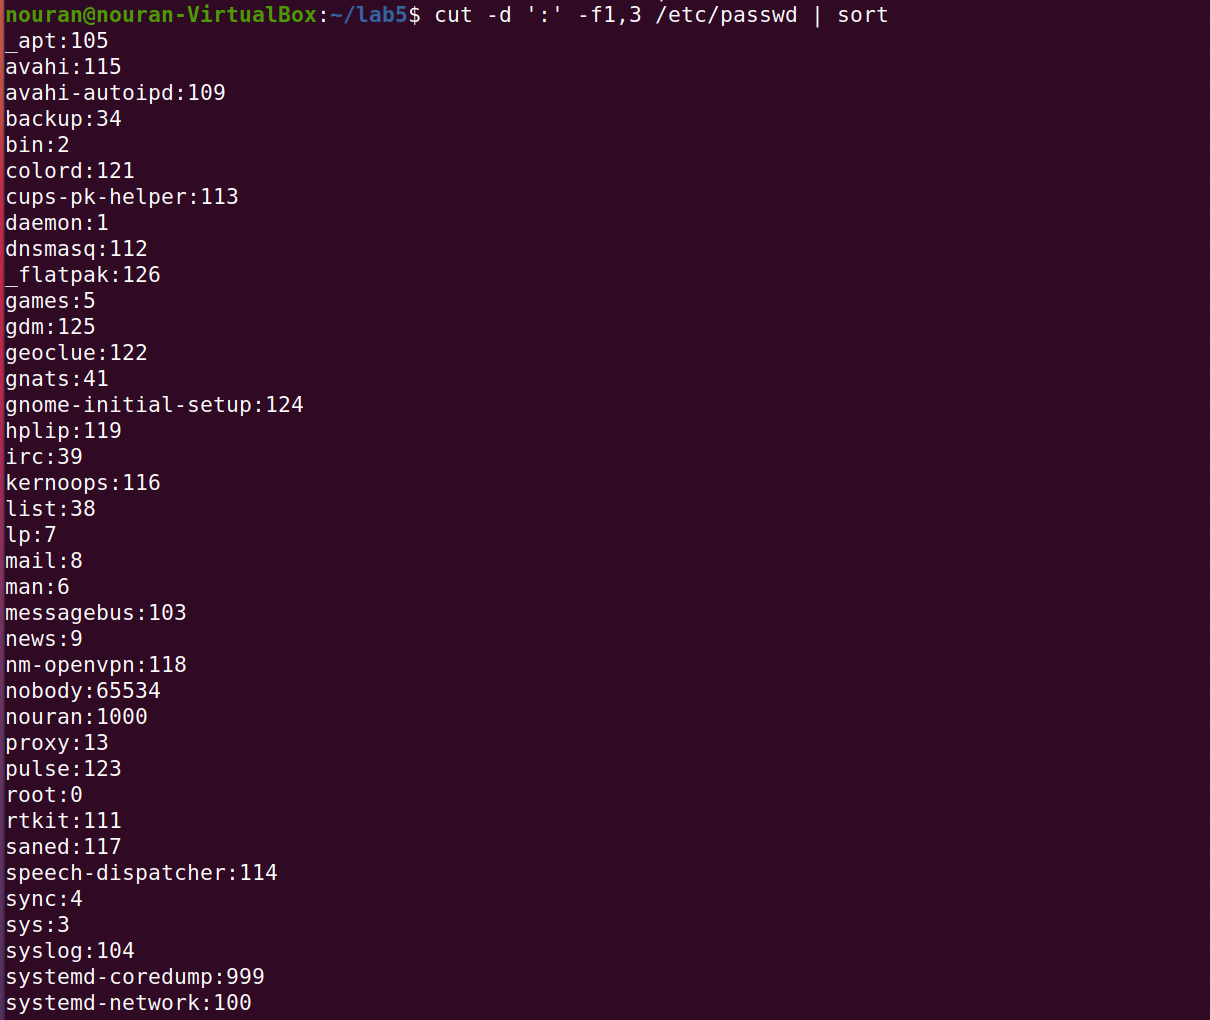 nouran@nouran-VirtualBox:~/lab5$ cut -d ':' -f1,3 /etc/passwd | sort
_apt:105
avahi:115
avahi-autoipd:109
backup:34
bin:2
colord:121
cups-pk-helper:113
daemon:1
dnsmasq:112
_flatpak:126
games:5
gdm:125
geoclue:122
gnats:41
gnome-initial-setup:124
hplip:119
irc:39
kernoops:116
list:38
lp:7
mail:8
man:6
messagebus:103
news:9
nm-openvpn:118
nobody:65534
nouran:1000
proxy:13
pulse:123
root:0
rtkit:111
saned:117
speech-dispatcher:114
sync:4
sys:3
syslog:104
systemd-coredump:999
systemd-network:100